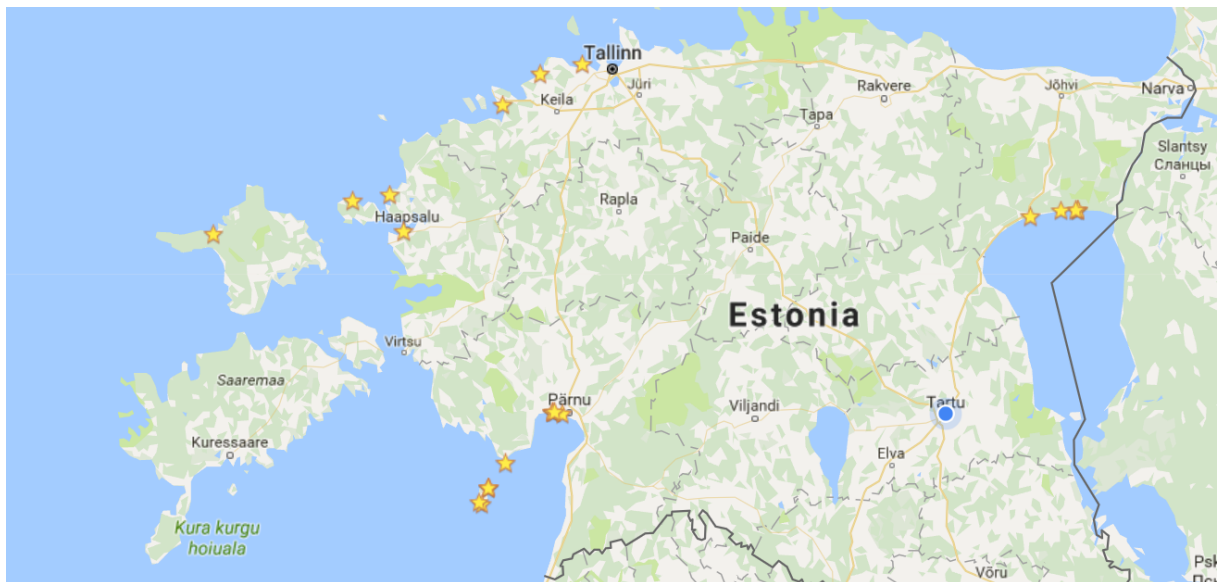 Tallinn
Keila
Jüri
Rakvere
Jõhvi
Narva
Tapa
Slantsy
Сланцы
Haapsalu
Rapla
Paide
Estonia
Virtsu
Saaremaa
Pärnu
Viljandi
Tartu
Kuressaare
Elva
Kura kurgu
hoiuala
Võru
Psk